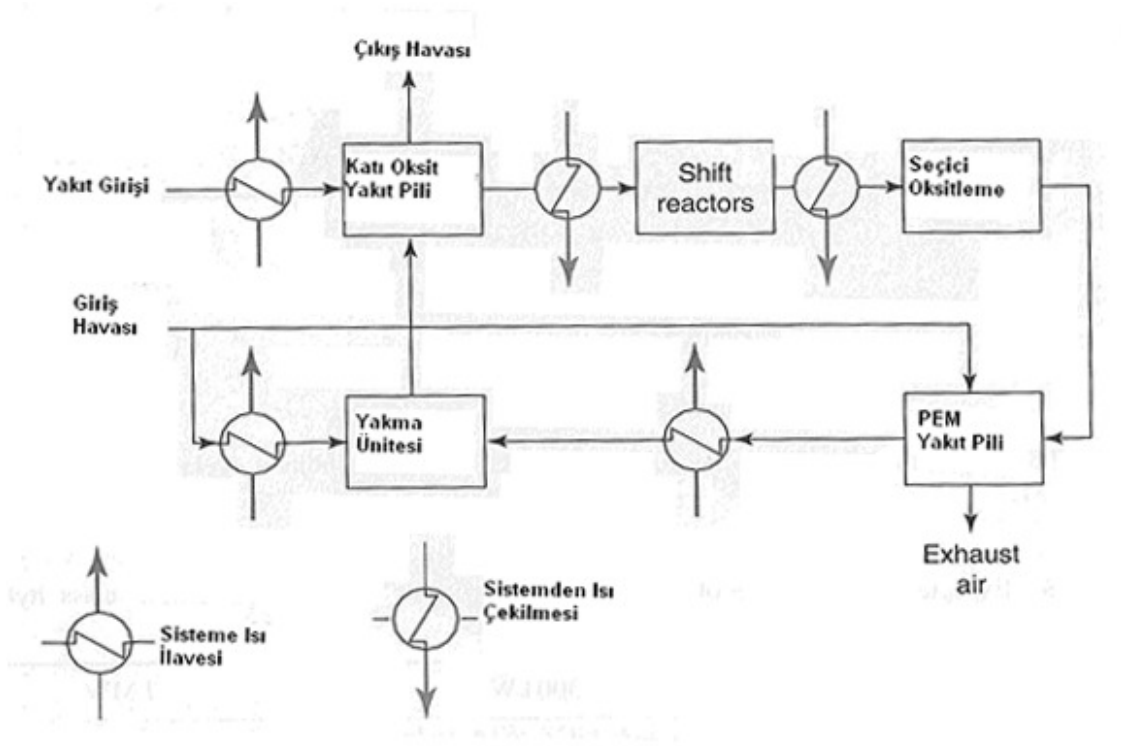 Çıkış Havası
Yakıt Girişi
Katı Oksit
Yakıt Pili
Shift
reactors
Seçici
Oksitleme
Giriş
Havası
Yakma
Ünitesi
PEM
Yakıt Pili
Exhaust
air
Sisteme Isı
İlavesi
Sistemden Isı
Çekilmesi